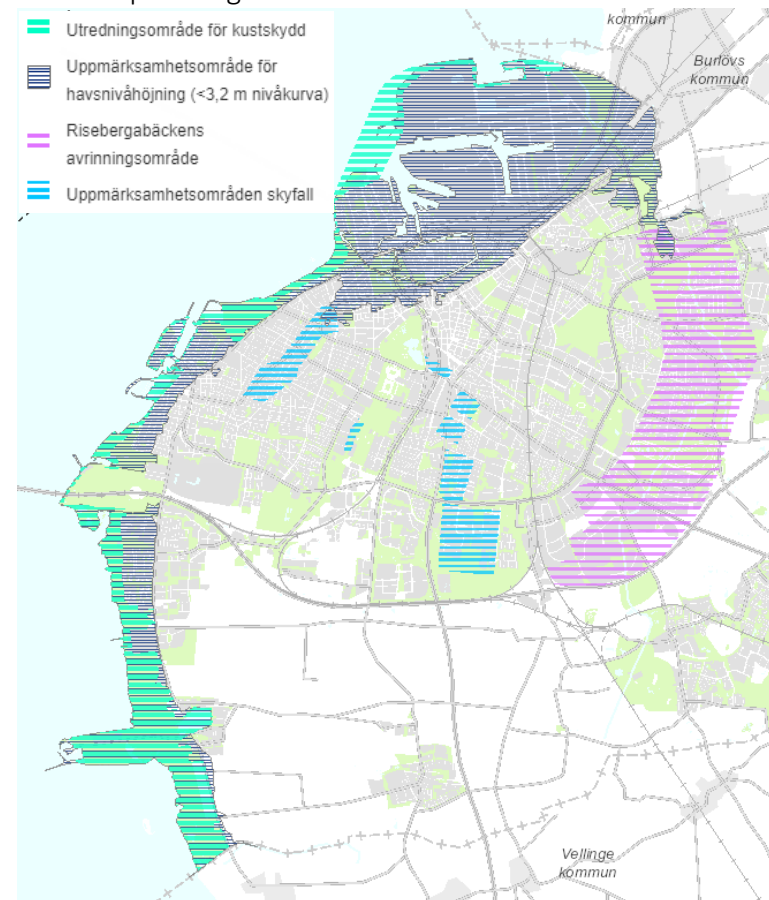 kommun
Utredningsområde för kustskydd
Uppmärksamhetsområde för
havsnivåhöjning (<3,2 m nivåkurva)
Burlövs
kommun
Risebergabäckens
avrinningsområde
Uppmärksamhetsområden skyfall
Vellinge
kommun